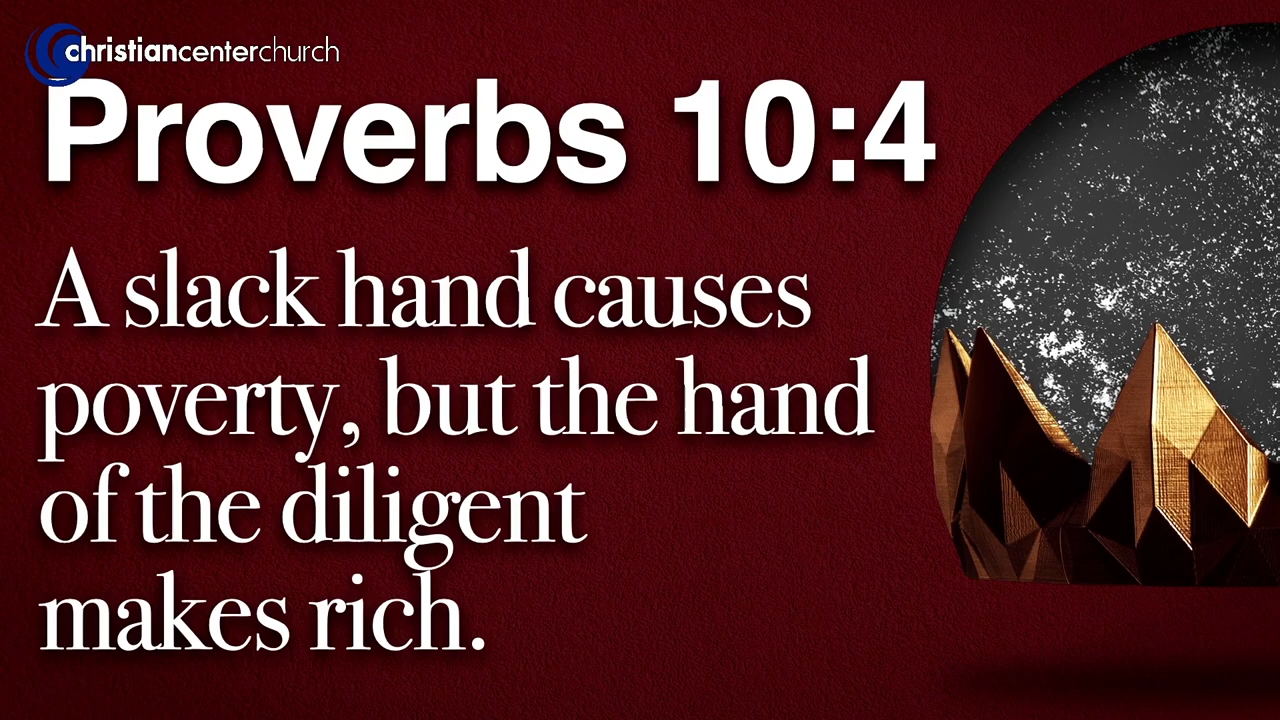 christiancenterchurch
Proverbs 10:4
A slack hand causes
poverty, but the hand
of the diligent
makes rich.